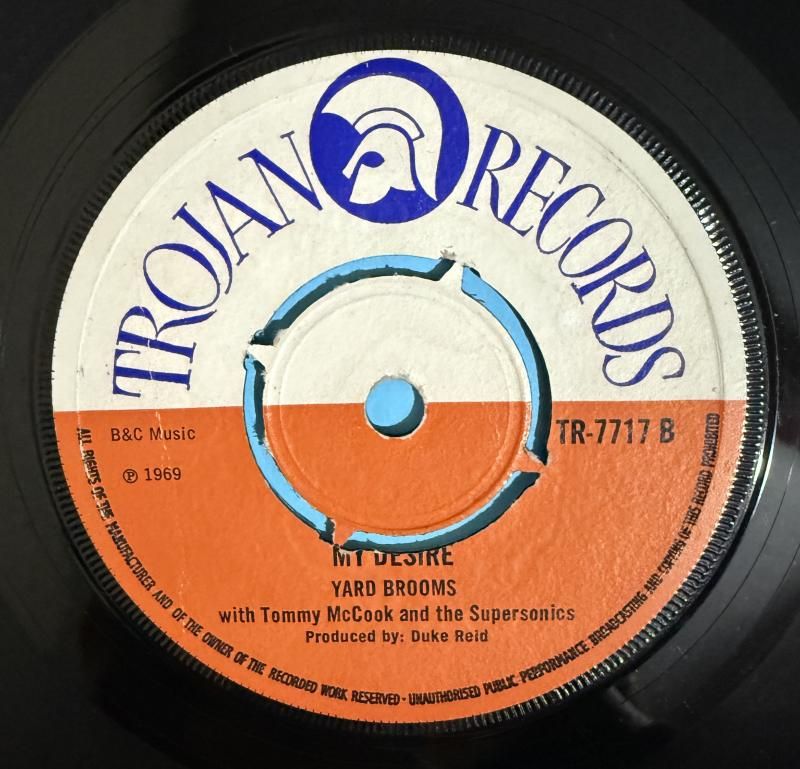 TROJAN RECORDS
B&C Music
TR-7717 B
℗ 1969
MY DESIRE
YARD BROOMS
with Tommy McCook and the Supersonics
Produced by: Duke Reid
ALL RIGHTS OF THE MANUFACTURER AND OF THE OWNER OF THE RECORDED WORK RESERVED - UNAUTHORISED PUBLIC PERFORMANCE BROADCASTING AND COPYING OF THIS RECORD PROHIBITED